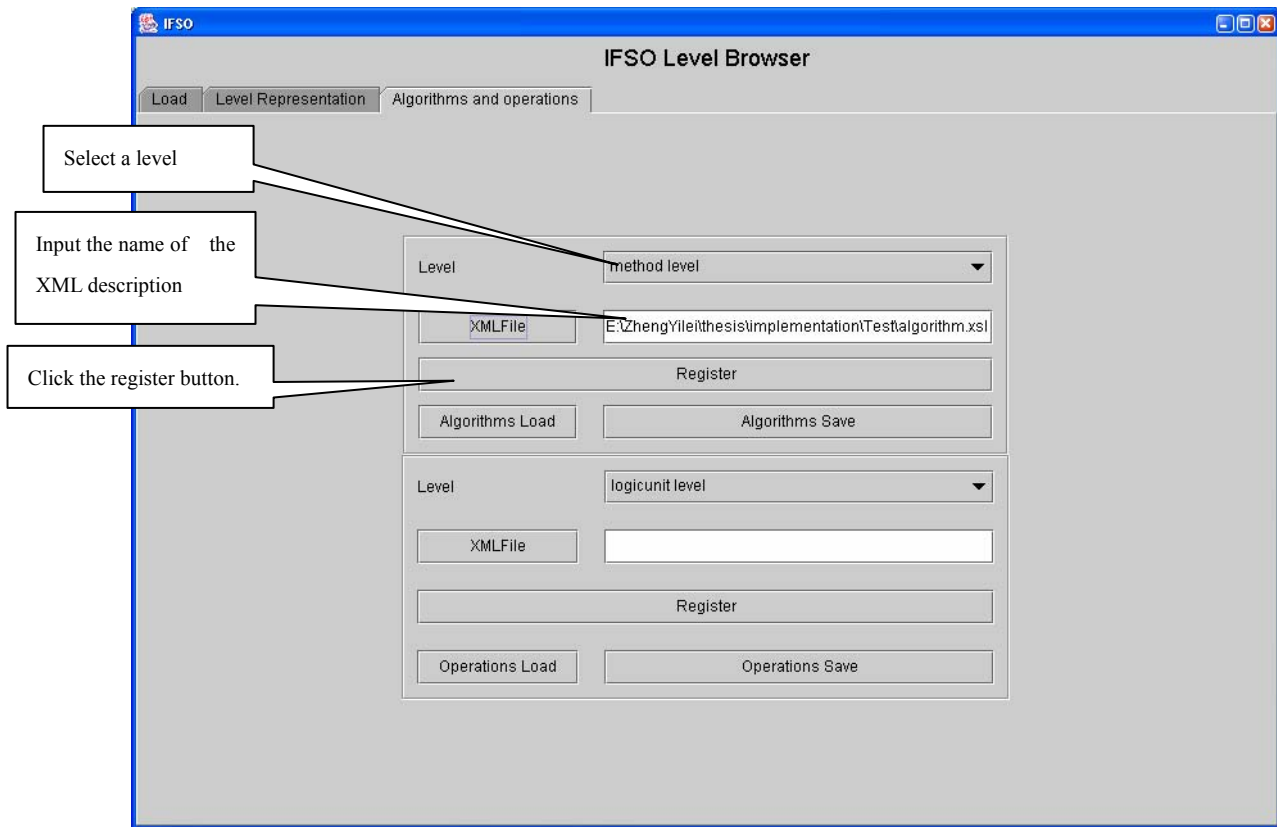 IFSO
IFSO Level Browser
Load Level Representation Algorithms and operations
Select a level
Input the name of the
XML description
Click the register button.
Level method level
XMLFile E:\ZhengYilei\thesis\implementation\Test\algorithm.xsl
Register
Algorithms Load Algorithms Save
Level logicunit level
XMLFile
Register
Operations Load Operations Save